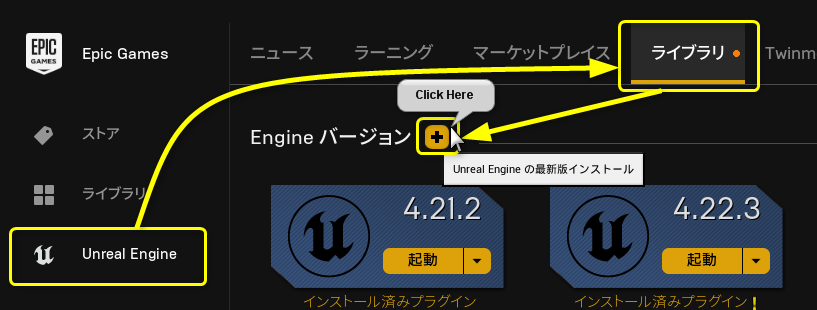 EPIC GAMES
Epic Games
ニュース ラーニング マーケットプレイス ライブラリ Twinm
Click Here
ストア
Engine バージョン
Unreal Engine の最新版インストール
ライブラリ
4.21.2 4.22.3
Unreal Engine
起動 起動
インストール済みプラグイン インストール済みプラグイン !